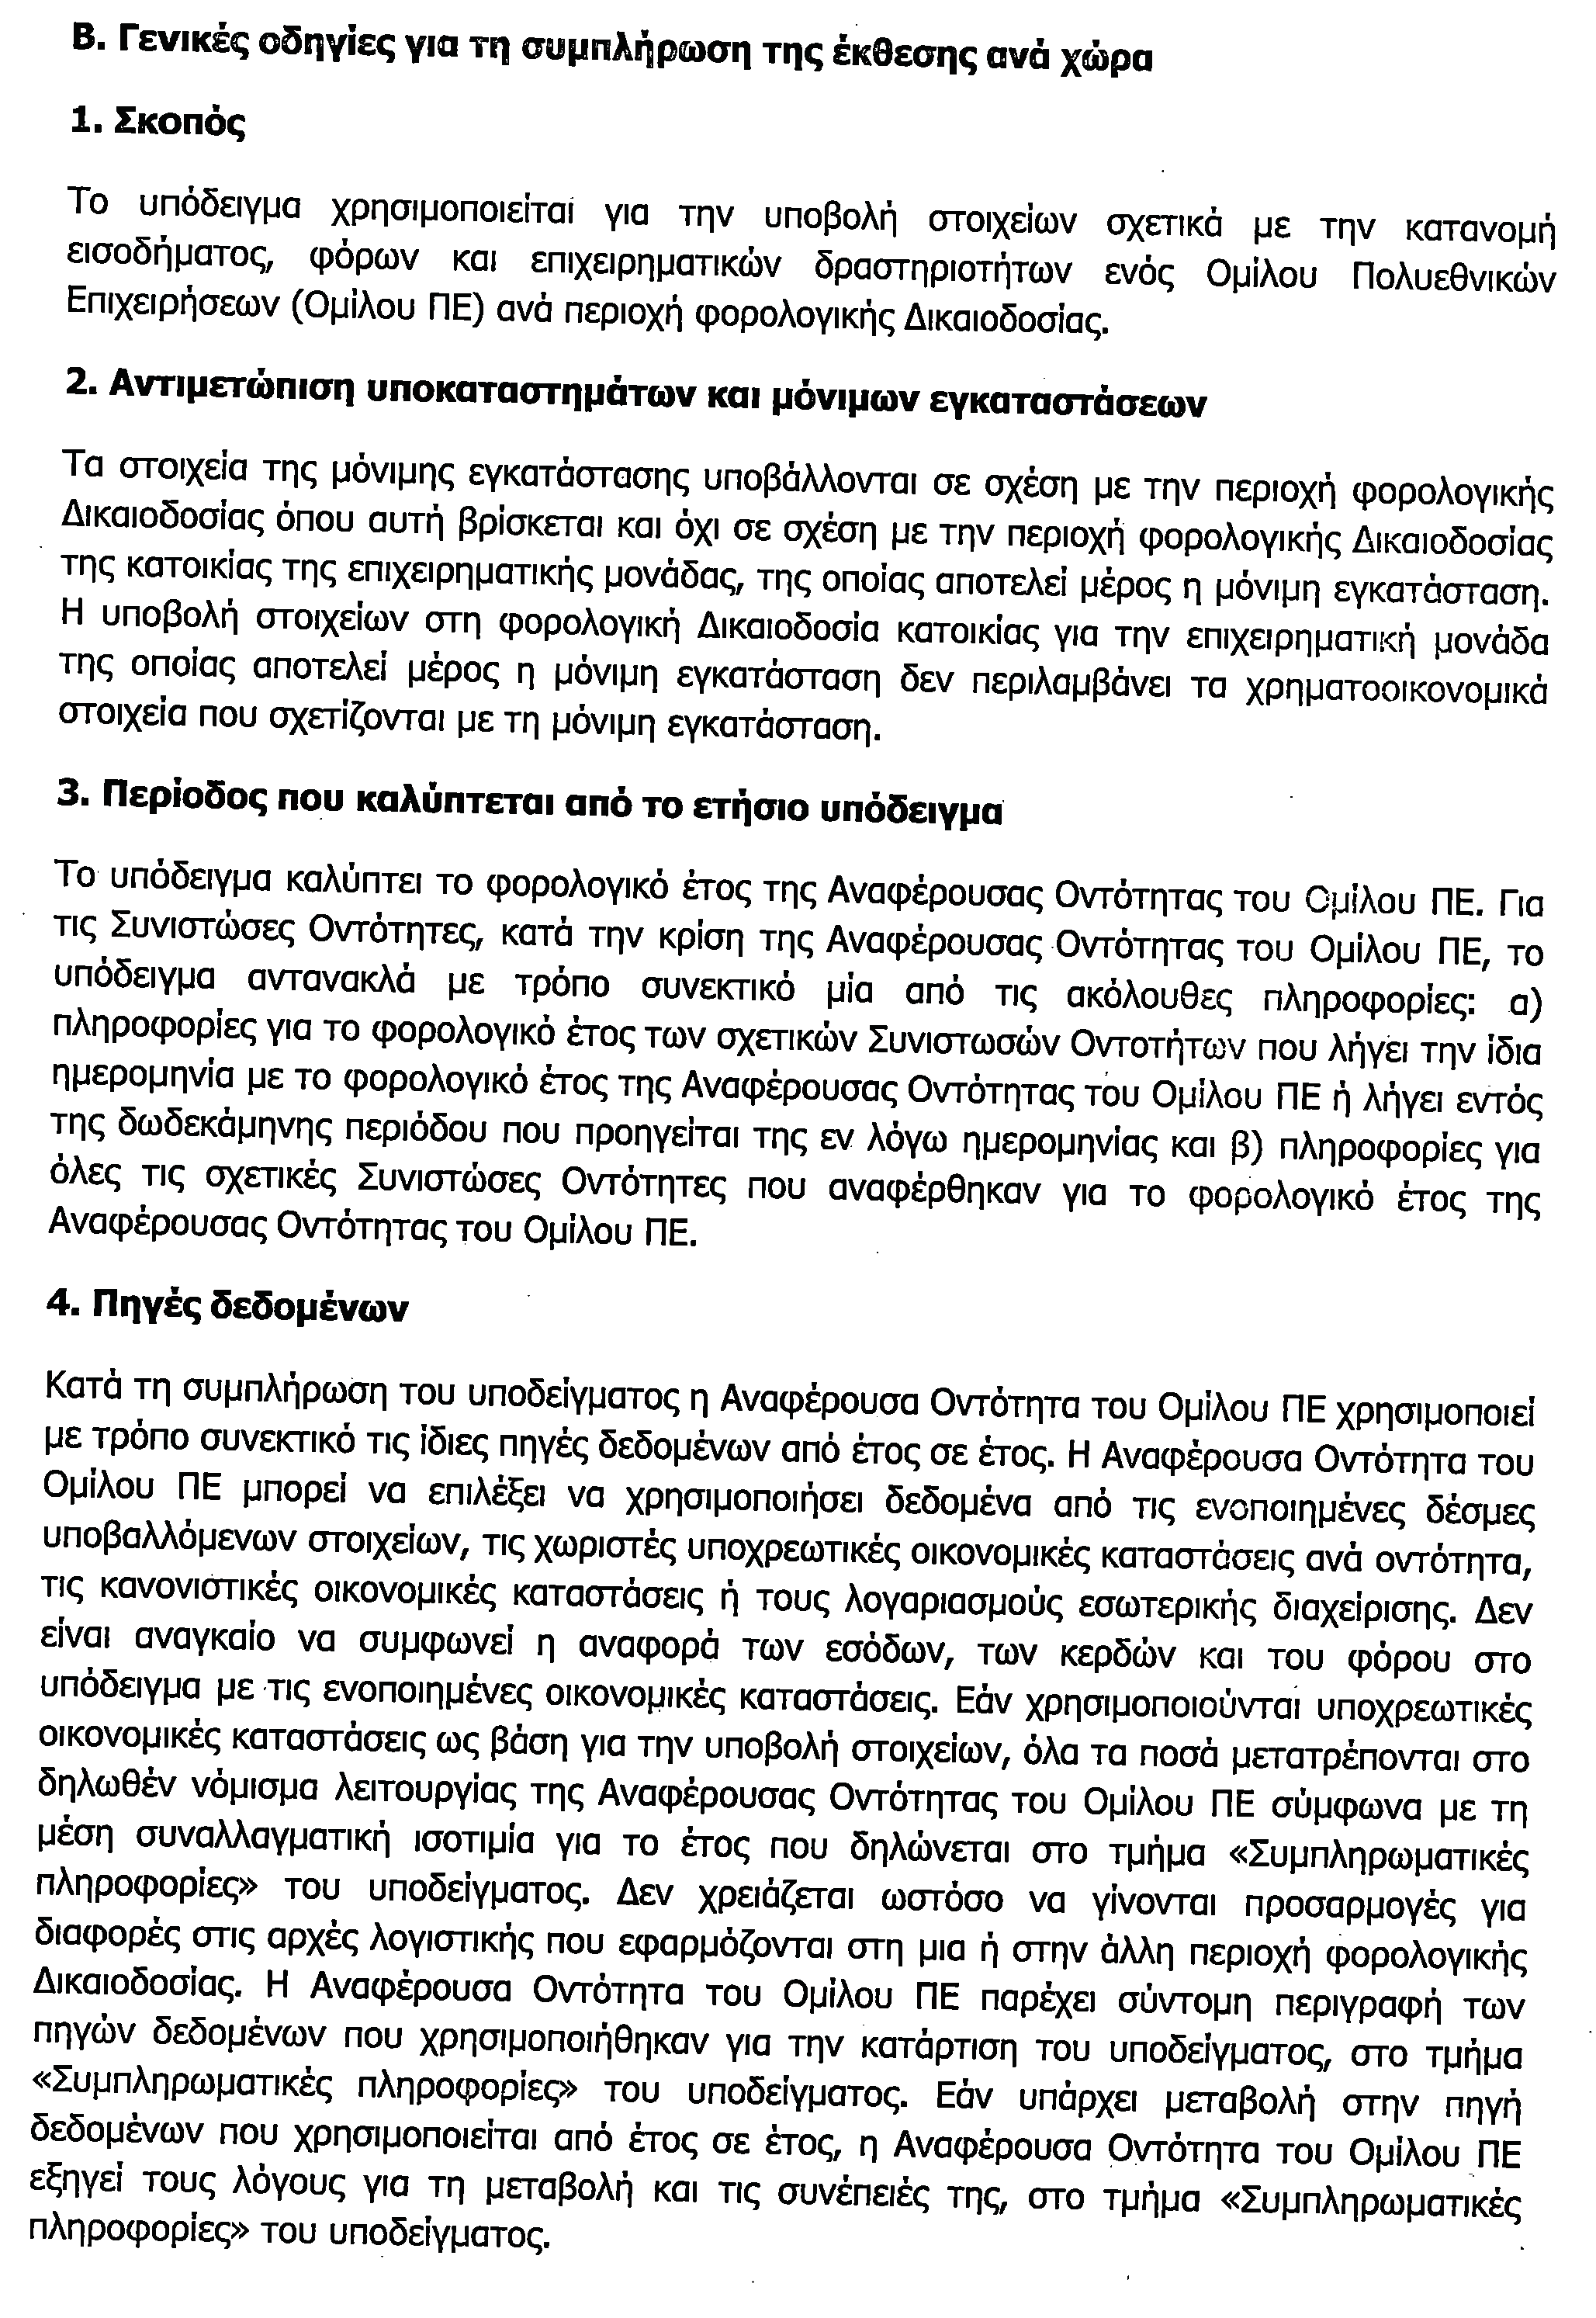 Β. Γενικές οδηγίες για τη συμπλήρωση της έκθεσης ανά χώρα
1. Σκοπός
Το υπόδειγμα χρησιμοποιείται για την υποβολή στοιχείων σχετικά με την κατανομή
εισοδήματος, φόρων και επιχειρηματικών δραστηριοτήτων ενός Ομίλου Πολυεθνικών
Επιχειρήσεων (Ομίλου ΠΕ) ανά περιοχή φορολογικής Δικαιοδοσίας.
2. Αντιμετώπιση υποκαταστημάτων και μόνιμων εγκαταστάσεων
Τα στοιχεία της μόνιμης εγκατάστασης υποβάλλονται σε σχέση με την περιοχή φορολογικής
Δικαιοδοσίας όπου αυτή βρίσκεται και όχι σε σχέση με την περιοχή φορολογικής Δικαιοδοσίας
της κατοικίας της επιχειρηματικής μονάδας, της οποίας αποτελεί μέρος η μόνιμη εγκατάσταση.
Η υποβολή στοιχείων στη φορολογική Δικαιοδοσία κατοικίας για την επιχειρηματική μονάδα
της οποίας αποτελεί μέρος η μόνιμη εγκατάσταση δεν περιλαμβάνει τα χρηματοοικονομικά
στοιχεία που σχετίζονται με τη μόνιμη εγκατάσταση.
3. Περίοδος που καλύπτεται από το ετήσιο υπόδειγμα
Το υπόδειγμα καλύπτει το φορολογικό έτος της Αναφέρουσας Οντότητας του Ομίλου ΠΕ. Για
τις Συνιστώσες Οντότητες, κατά την κρίση της Αναφέρουσας Οντότητας του Ομίλου ΠΕ, το
υπόδειγμα αντανακλά με τρόπο συνεκτικό μία από τις ακόλουθες πληροφορίες: α)
πληροφορίες για το φορολογικό έτος των σχετικών Συνιστωσών Οντοτήτων που λήγει την ίδια
ημερομηνία με το φορολογικό έτος της Αναφέρουσας Οντότητας του Ομίλου ΠΕ ή λήγει εντός
της δωδεκάμηνης περιόδου που προηγείται της εν λόγω ημερομηνίας και β) πληροφορίες για
όλες τις σχετικές Συνιστώσες Οντότητες που αναφέρθηκαν για το φορολογικό έτος της
Αναφέρουσας Οντότητας του Ομίλου ΠΕ.
4. Πηγές δεδομένων
Κατά τη συμπλήρωση του υποδείγματος η Αναφέρουσα Οντότητα του Ομίλου ΠΕ χρησιμοποιεί
με τρόπο συνεκτικό τις ίδιες πηγές δεδομένων από έτος σε έτος. Η Αναφέρουσα Οντότητα του
Ομίλου ΠΕ μπορεί να επιλέξει να χρησιμοποιήσει δεδομένα από τις ενοποιημένες δέσμες
υποβαλλόμενων στοιχείων, τις χωριστές υποχρεωτικές οικονομικές καταστάσεις ανά οντότητα,
τις κανονιστικές οικονομικές καταστάσεις ή τους λογαριασμούς εσωτερικής διαχείρισης. Δεν
είναι αναγκαίο να συμφωνεί η αναφορά των εσόδων, των κερδών και του φόρου στο
υπόδειγμα με τις ενοποιημένες οικονομικές καταστάσεις. Εάν χρησιμοποιούνται υποχρεωτικές
οικονομικές καταστάσεις ως βάση για την υποβολή στοιχείων, όλα τα ποσά μετατρέπονται στο
δηλωθέν νόμισμα λειτουργίας της Αναφέρουσας Οντότητας του Ομίλου ΠΕ σύμφωνα με τη
μέση συναλλαγματική ισοτιμία για το έτος που δηλώνεται στο τμήμα «Συμπληρωματικές
πληροφορίες» του υποδείγματος. Δεν χρειάζεται ωστόσο να γίνονται προσαρμογές για
διαφορές στις αρχές λογιστικής που εφαρμόζονται στη μια ή στην άλλη περιοχή φορολογικής
Δικαιοδοσίας. Η Αναφέρουσα Οντότητα του Ομίλου ΠΕ παρέχει σύντομη περιγραφή των
πηγών δεδομένων που χρησιμοποιήθηκαν για την κατάρτιση του υποδείγματος, στο τμήμα
«Συμπληρωματικές πληροφορίες» του υποδείγματος. Εάν υπάρχει μεταβολή στην πηγή
δεδομένων που χρησιμοποιείται από έτος σε έτος, η Αναφέρουσα Οντότητα του Ομίλου ΠΕ
εξηγεί τους λόγους για τη μεταβολή και τις συνέπειές της, στο τμήμα «Συμπληρωματικές
πληροφορίες» του υποδείγματος.